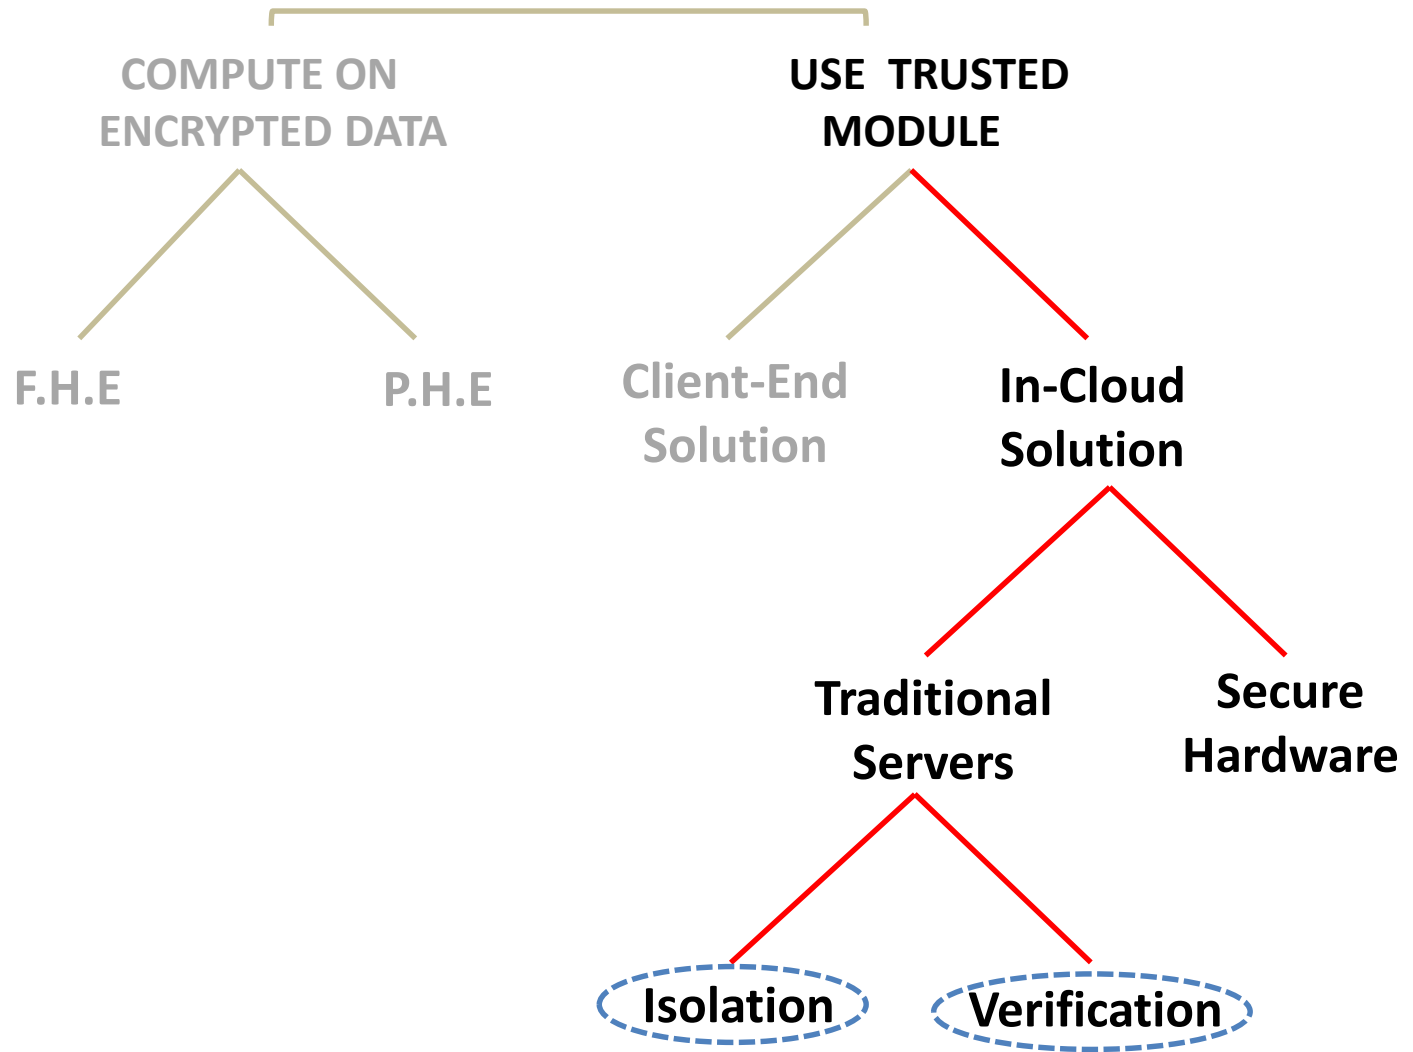 COMPUTE ON
ENCRYPTED DATA
USE TRUSTED
MODULE
F.H.E
P.H.E
Client-End
Solution
In-Cloud
Solution
Traditional
Servers
Secure
Hardware
Isolation
Verification